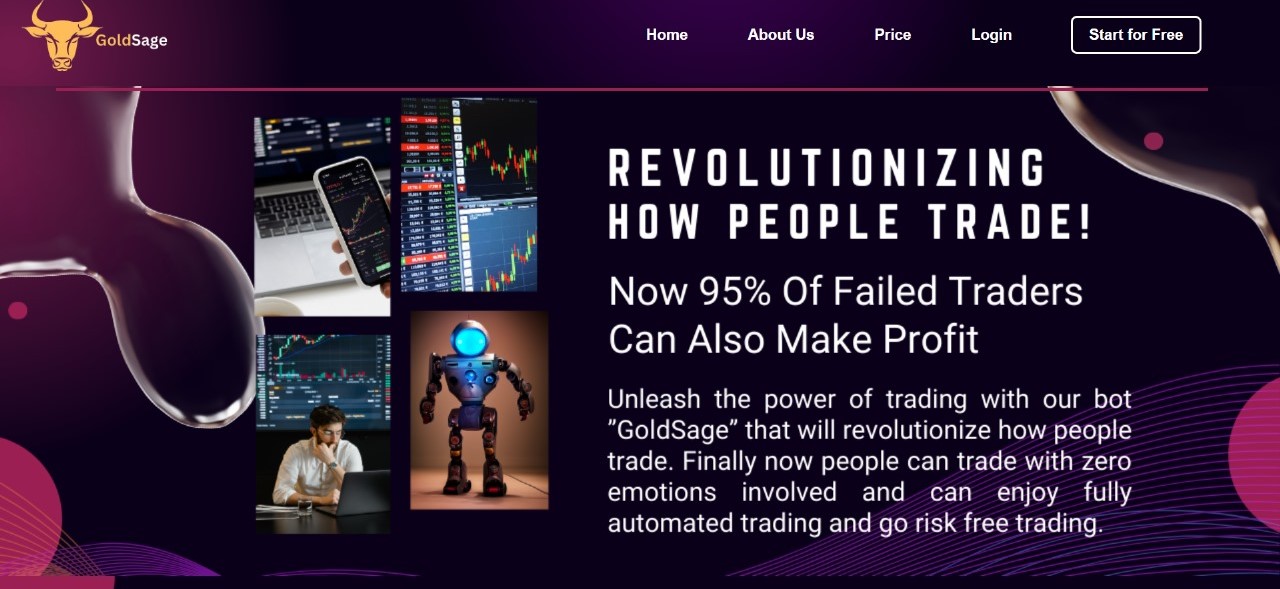 GoldSage
Home
About Us
Price
Login
Start for Free
REVOLUTIONIZING
HOW PEOPLE TRADE!
Now 95% Of Failed Traders
Can Also Make Profit
Unleash the power of trading with our bot
”GoldSage” that will revolutionize how people
trade. Finally now people can trade with zero
emotions involved and can enjoy fully
automated trading and go risk free trading.